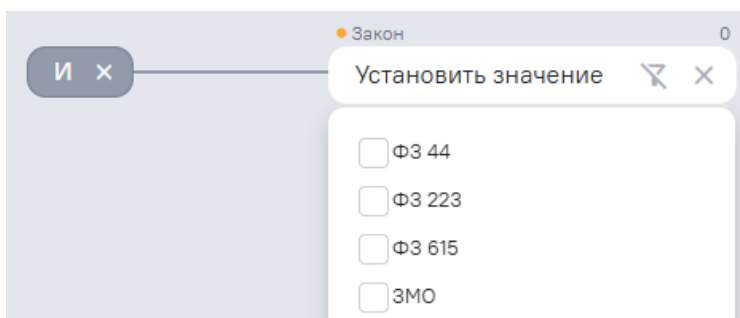 Закон 0
И × Установить значение ×
ФЗ 44
ФЗ 223
ФЗ 615
ЗМО